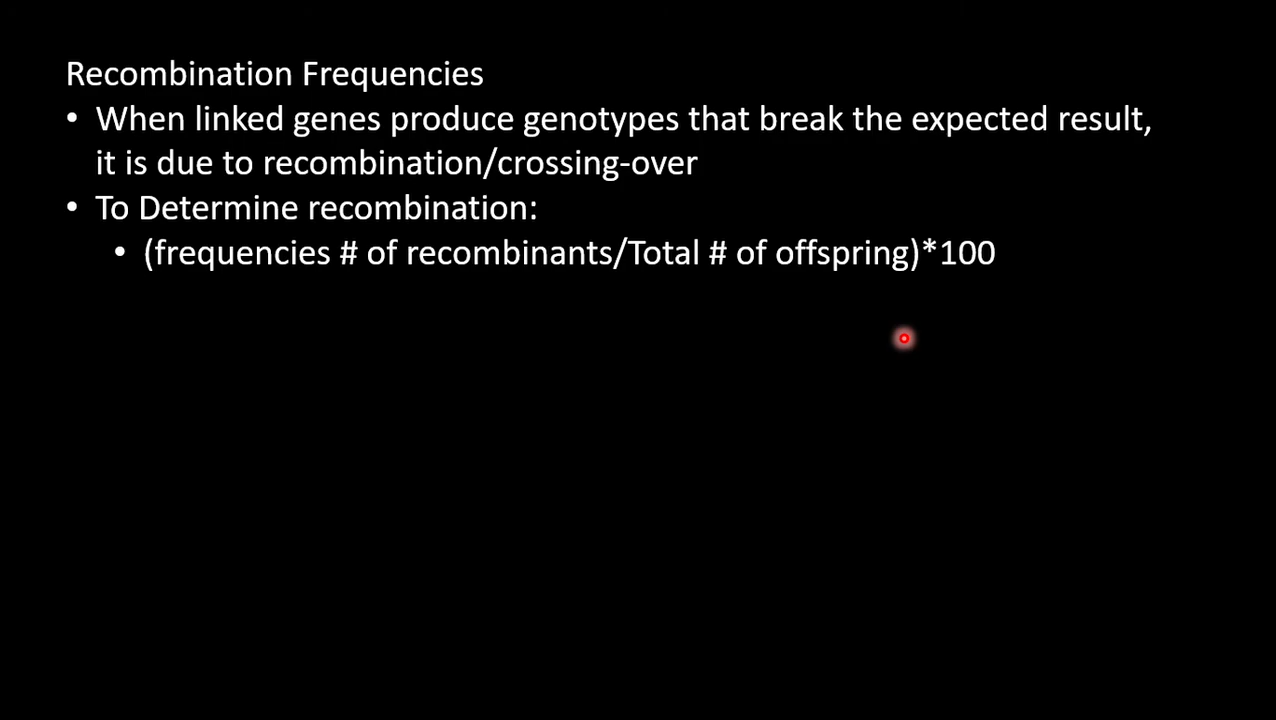 Recombination Frequencies
• When linked genes produce genotypes that break the expected result,
it is due to recombination/crossing-over
• To Determine recombination:
• (frequencies # of recombinants/Total # of offspring)*100